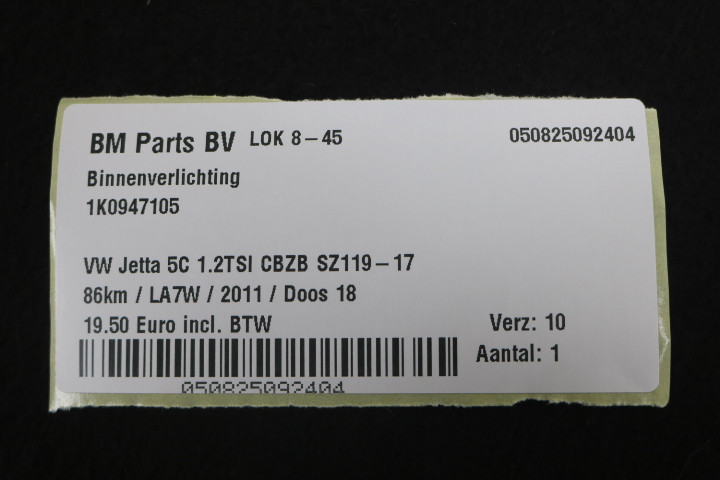 BM Parts BV LOK 8-45 050825092404
Binnenverlichting
1K0947105
VW Jetta 5C 1.2TSI CBZB SZ119-17
86km / LA7W / 2011 / Doos 18
19.50 Euro incl. BTW Verz: 10
Aantal: 1
050825092404